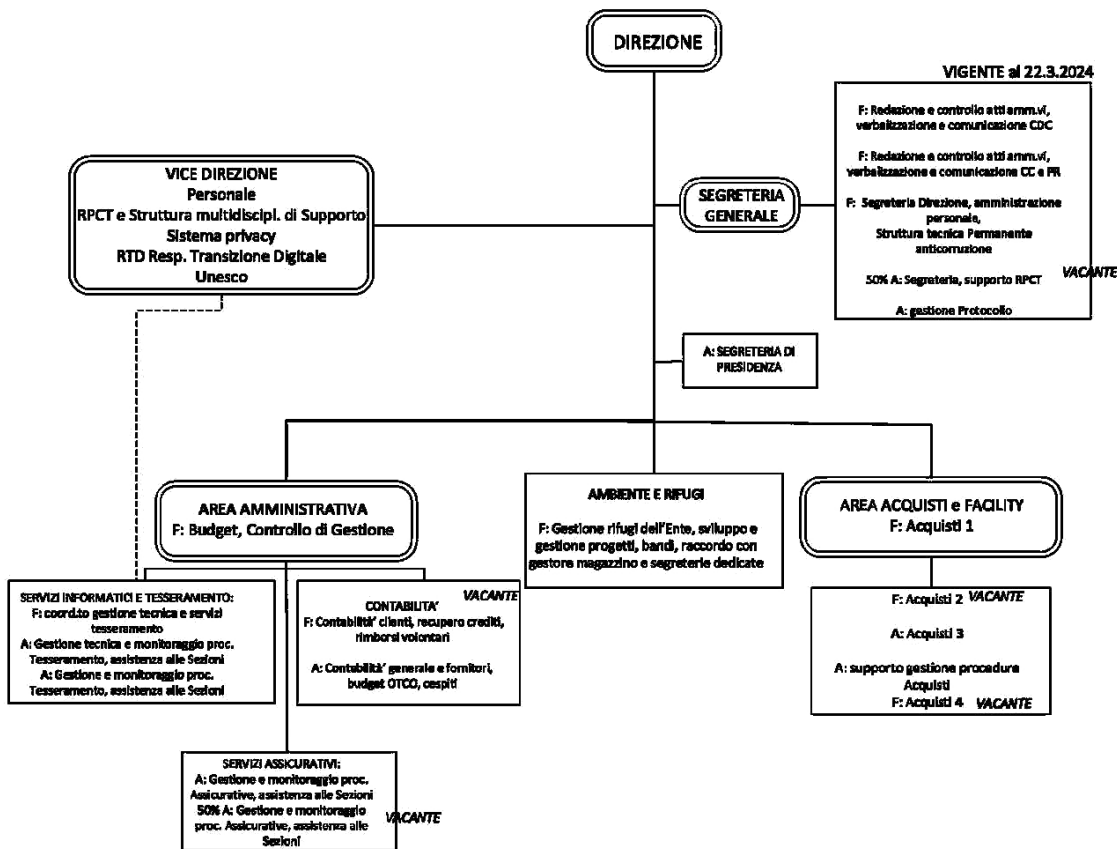 DIREZIONE
VIGENTE al 22.3.2024
F: Redazione e controllo atti amm.vi,
verbalizzazione e comunicazione CDC
F: Redazione e controllo atti amm.vi,
verbalizzazione e comunicazione CC e PR
F: Segreteria Direzione, amministrazione
personale,
Struttura tecnica Permanente
anticorruzione
VACANTE
50% A: Segreteria, supporto RPCT
A: gestione Protocollo
SEGRETERIA
GENERALE
VICE DIREZIONE
Personale
RPCT e Struttura multidiscipl. di Supporto
Sistema privacy
RTD Resp. Transizione Digitale
Unesco
A: SEGRETERIA DI
PRESIDENZA
AREA AMMINISTRATIVA
F: Budget, Controllo di Gestione
AMBIENTE E RIFUGI
F: Gestione rifugi dell'Ente, sviluppo e
gestione progetti, bandi, raccordo con
gestore magazzino e segreterie dedicate
AREA ACQUISTI e FACILITY
F: Acquisti 1
SERVIZI INFORMATICI E TESSERAMENTO:
F: coord.to gestione tecnica e servizi
tesseramento
A: Gestione tecnica e monitoraggio proc.
Tesseramento, assistenza alle Sezioni
A: Gestione e monitoraggio proc.
Tesseramento, assistenza alle Sezioni
VACANTE
CONTABILITA'
F: Contabilità' clienti, recupero crediti,
rimborsi volontari
A: Contabilità' generale e fornitori,
budget OTCO, cespiti
F: Acquisti 2 VACANTE
A: Acquisti 3
A: supporto gestione procedura
Acquisti
F: Acquisti 4 VACANTE
SERVIZI ASSICURATIVI:
A: Gestione e monitoraggio proc.
Assicurative, assistenza alle Sezioni
50% A: Gestione e monitoraggio
proc. Assicurative, assistenza alle
Sezioni
VACANTE